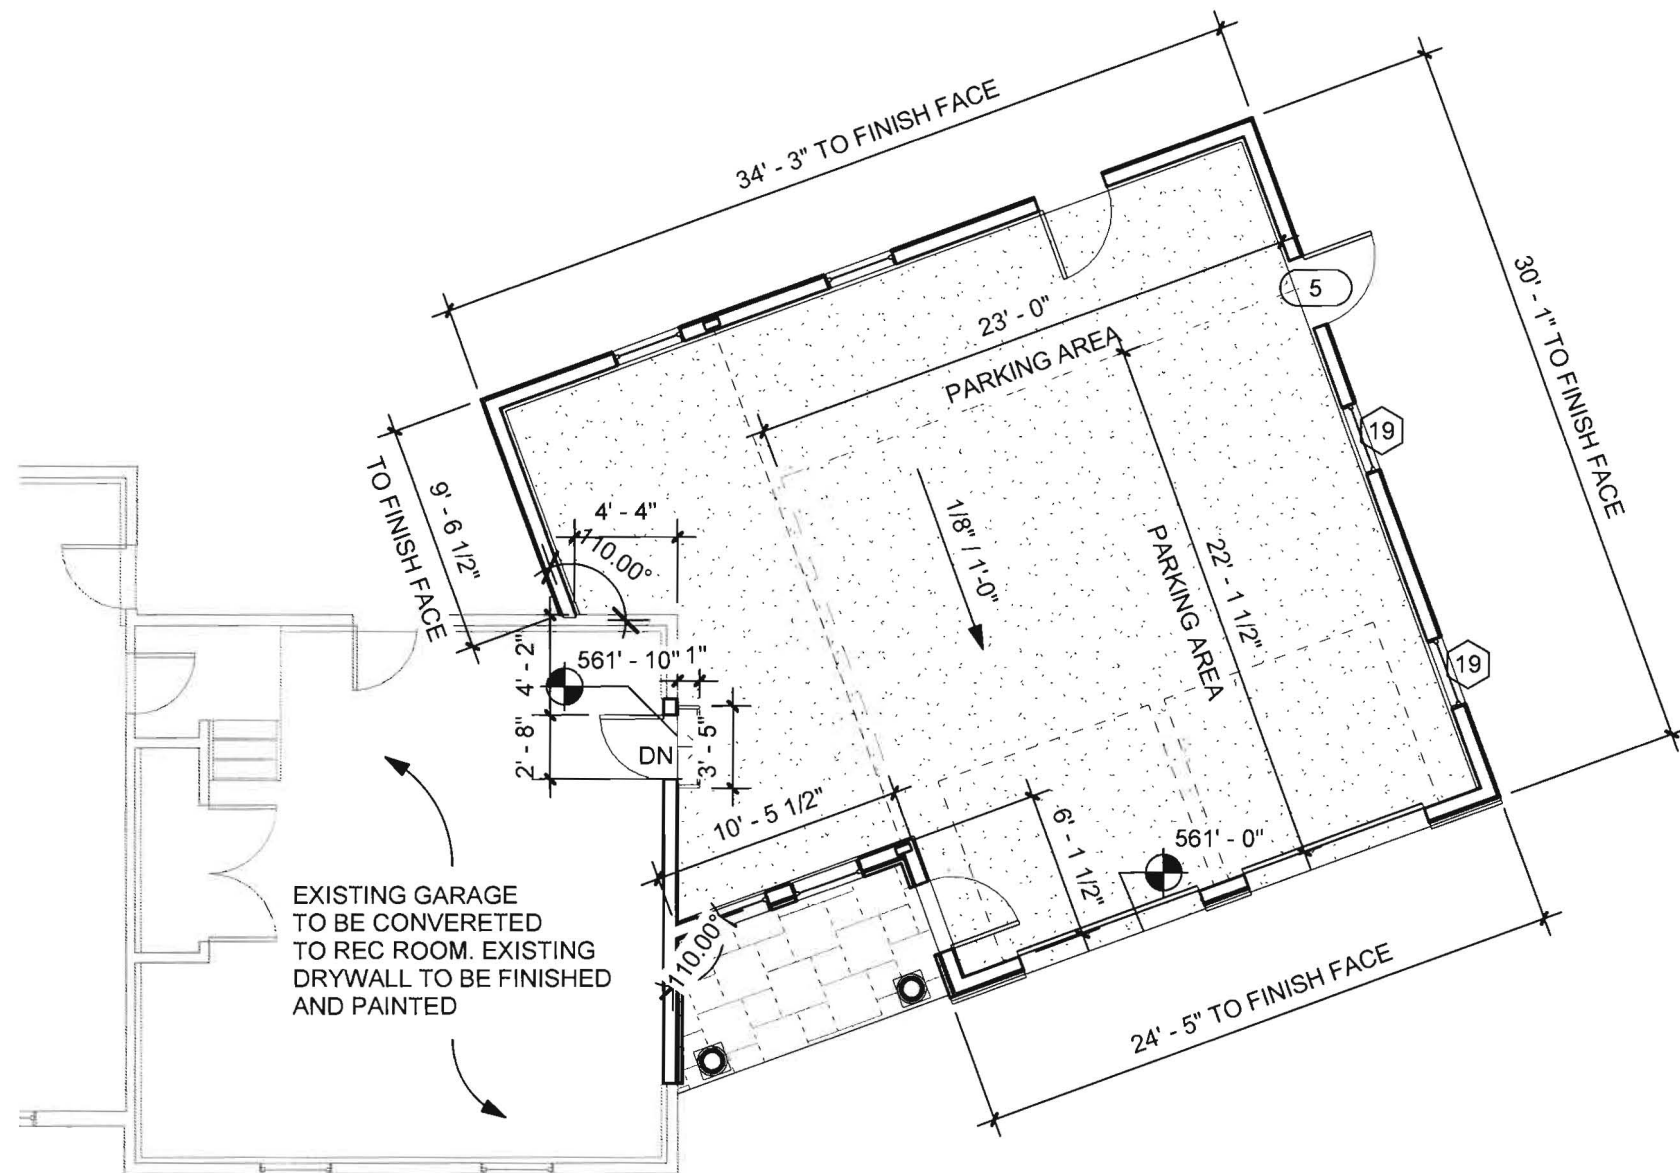 34' - 3" TO FINISH FACE
30' - 1" TO FINISH FACE
5
23' - 0"
PARKING AREA
19
9' - 6 1/2"
TO FINISH FACE
4' - 4"
110.00°
1/8" / 1'-0"
22' - 1 1/2"
PARKING AREA
4' - 2"
561' - 10"
1"
19
2' - 8"
DN
3' - 5"
10' - 5 1/2"
6' - 1 1/2"
561' - 0"
EXISTING GARAGE
TO BE CONVERETED
TO REC ROOM. EXISTING
DRYWALL TO BE FINISHED
AND PAINTED
110.00°
24' - 5" TO FINISH FACE